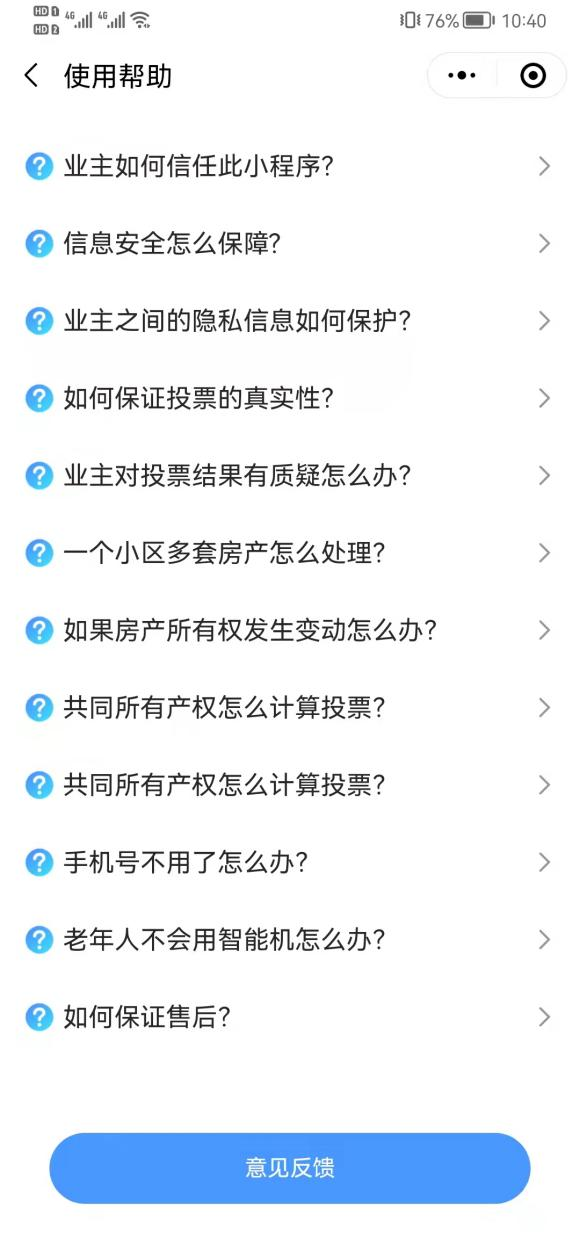 HD 1 4G 4G 76% 10:40
HD 2
使用帮助
业主如何信任此小程序?
信息安全怎么保障?
业主之间的隐私信息如何保护?
如何保证投票的真实性?
业主对投票结果有质疑怎么办?
一个小区多套房产怎么处理?
如果房产所有权发生变动怎么办?
共同所有产权怎么计算投票?
共同所有产权怎么计算投票?
手机号不用了怎么办?
老年人不会用智能机怎么办?
如何保证售后?
意见反馈